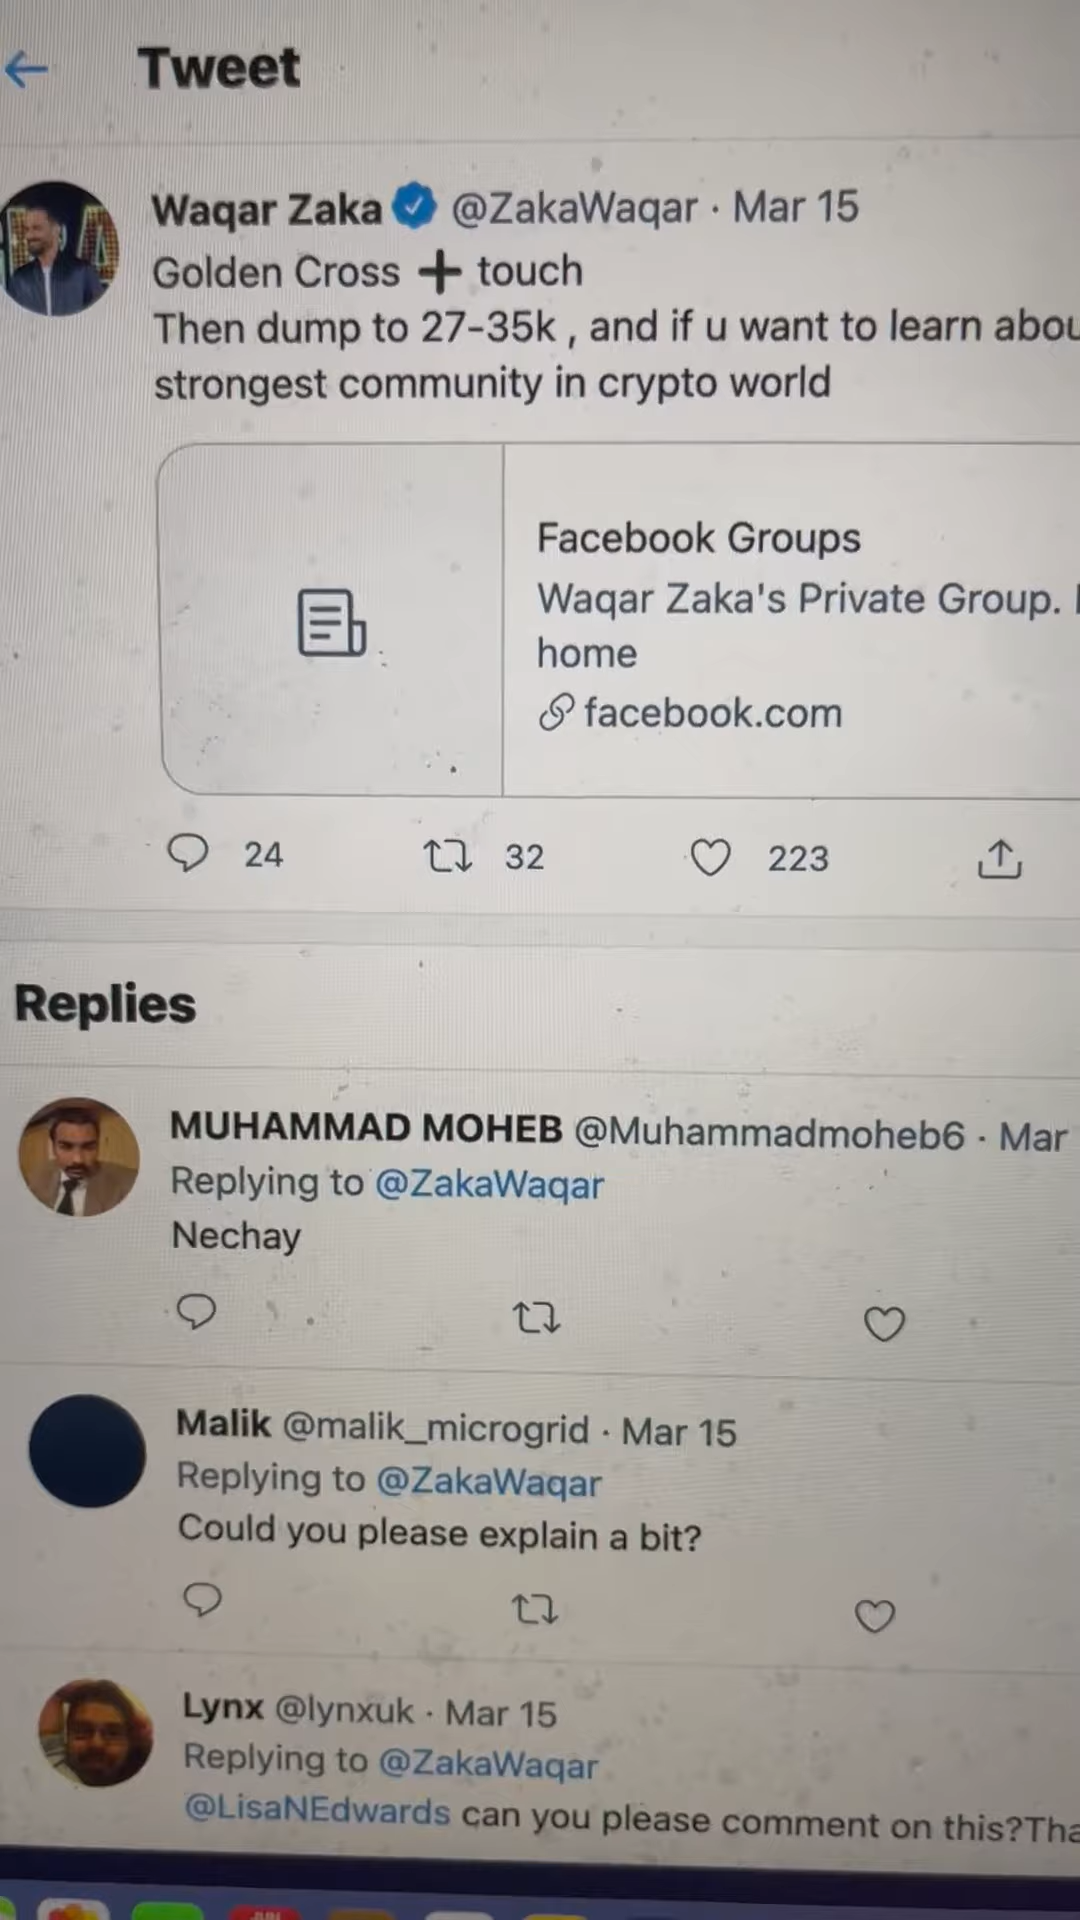 Tweet
Waqar Zaka @ZakaWaqar · Mar 15
Golden Cross ➕ touch
Then dump to 27-35k , and if u want to learn
strongest community in crypto world
Facebook Groups
Waqar Zaka's Private Group.
home
facebook.com
24 32 223
Replies
MUHAMMAD MOHEB @Muhammadmoheb6 · Mar
Replying to @ZakaWaqar
Nechay
Malik @malik_microgrid · Mar 15
Replying to @ZakaWaqar
Could you please explain a bit?
Lynx @lynxuk · Mar 15
Replying to @ZakaWaqar
@LisaNEdwards can you please comment on this?